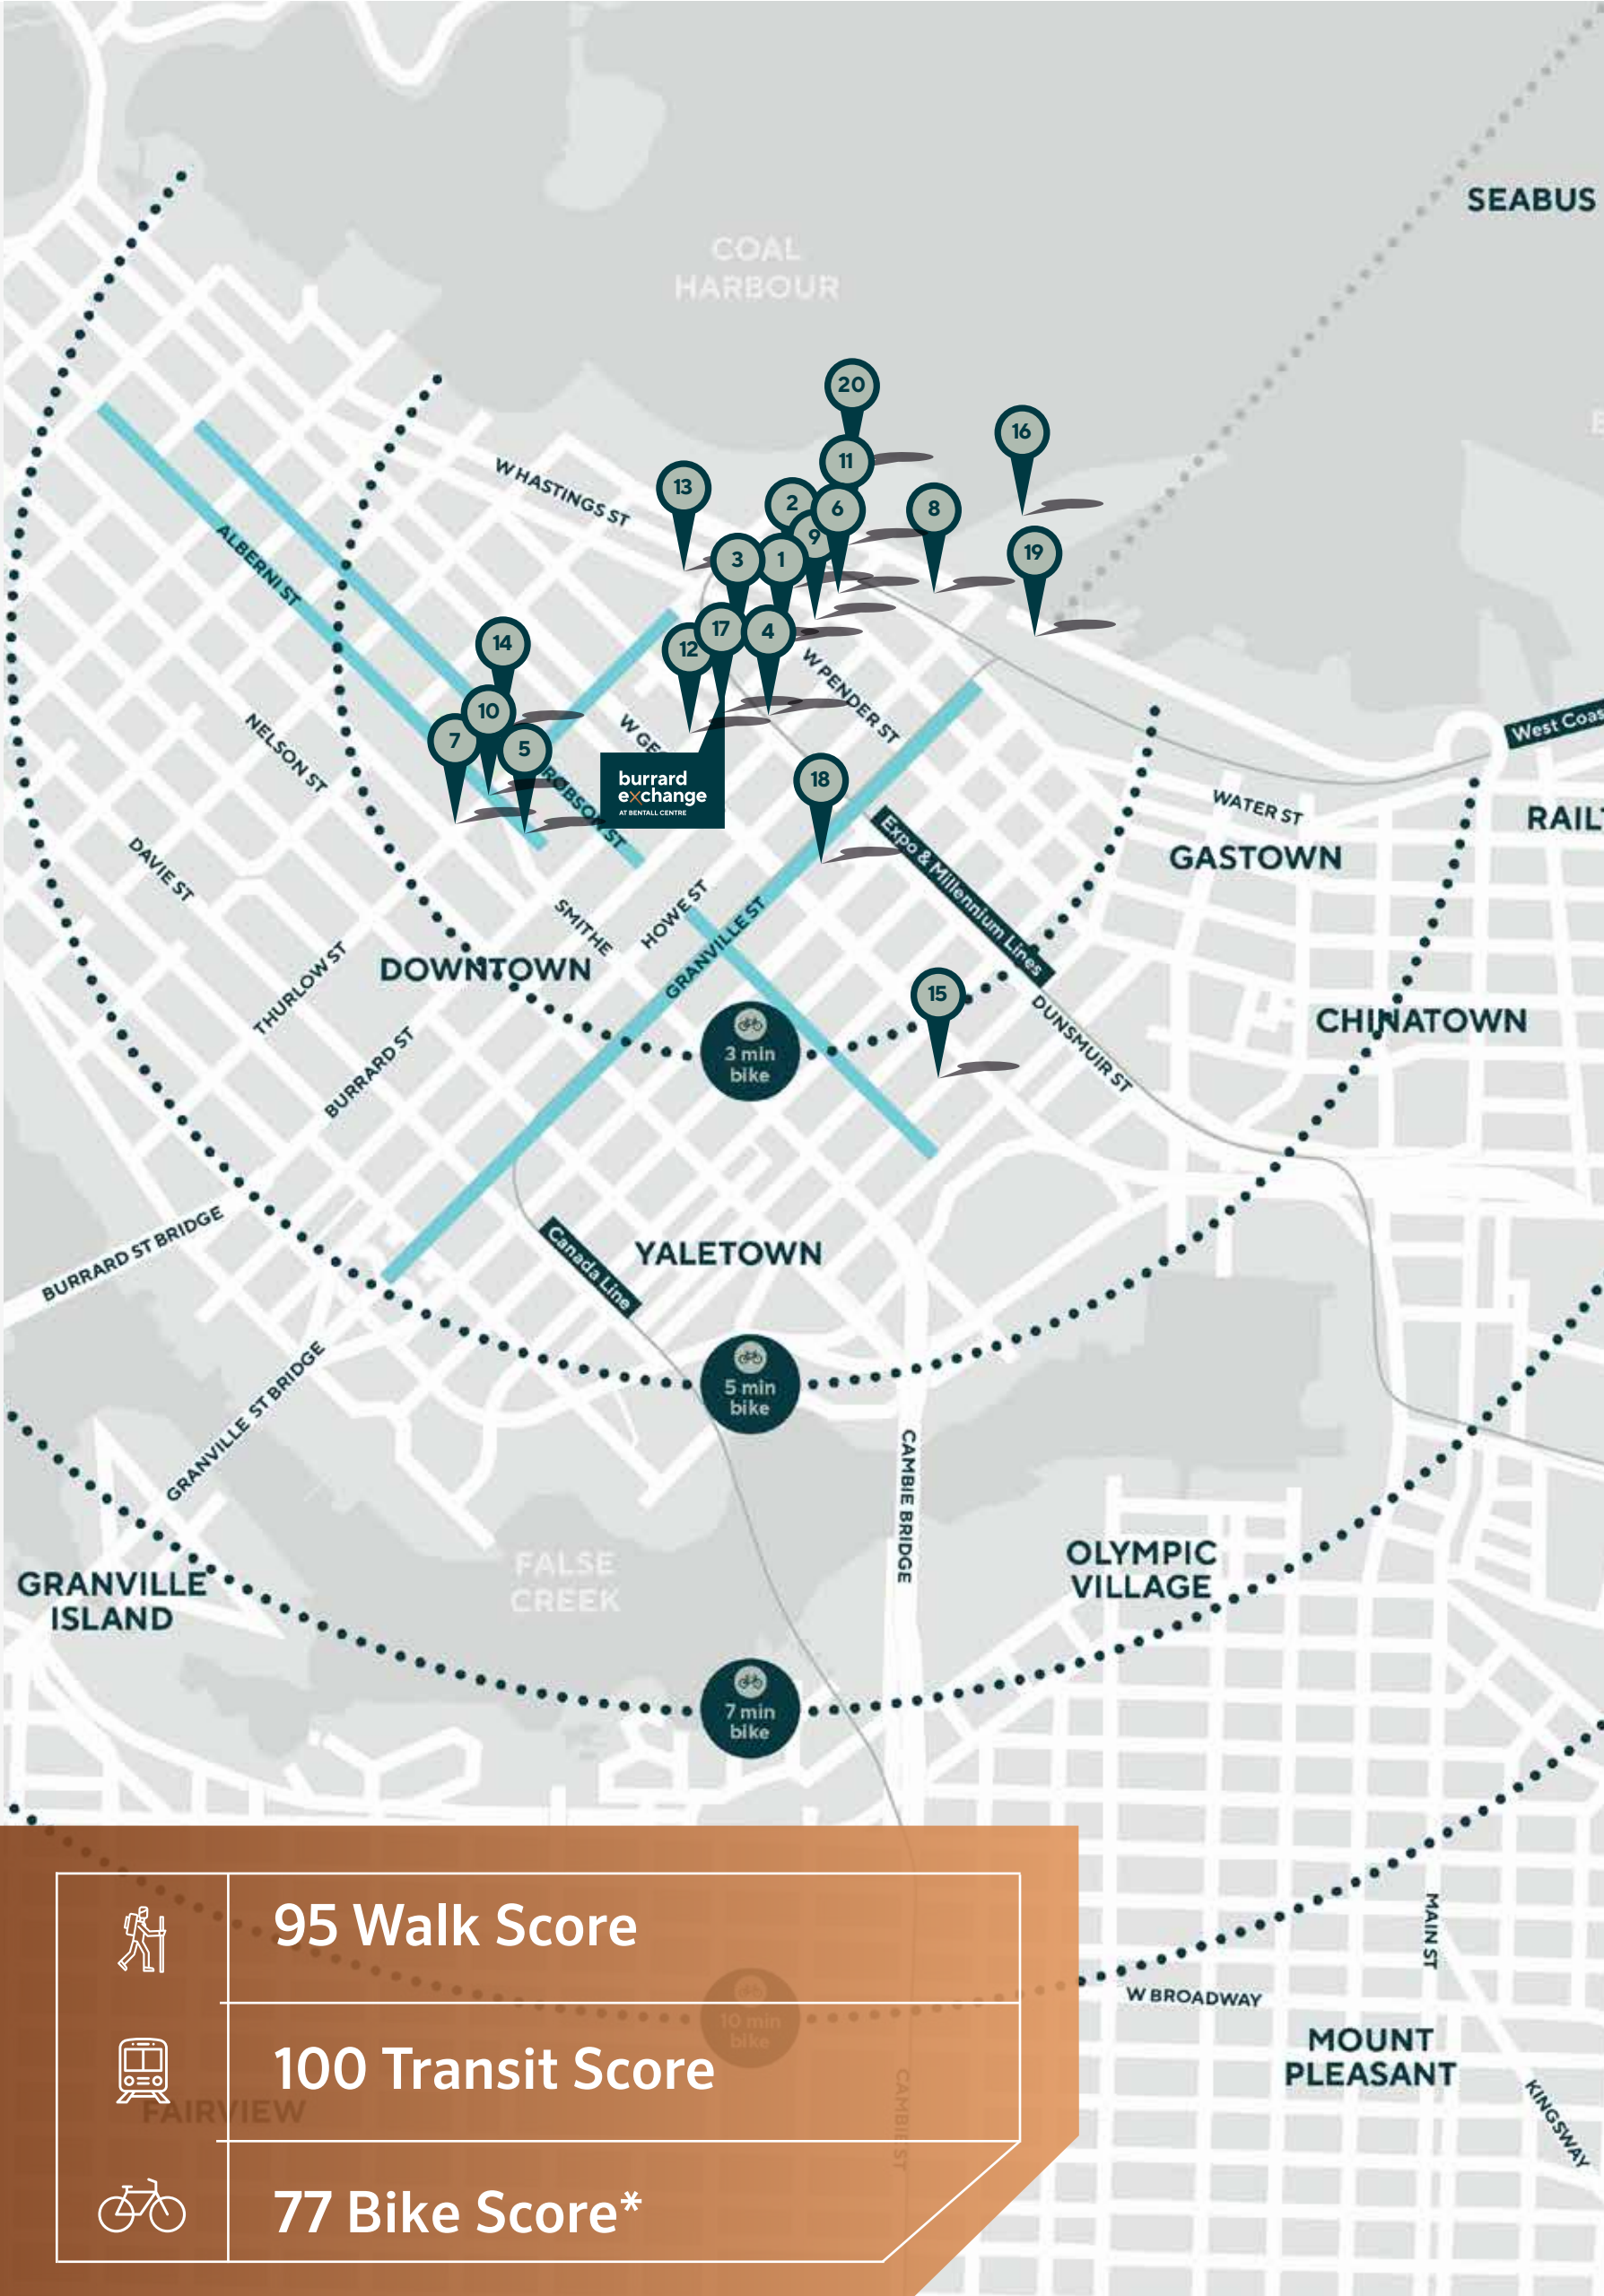 SEABUS
COAL
HARBOUR
20
16
11
W HASTINGS ST
13
2
6
8
9
19
3
1
ALBERNI ST
17
4
14
12
W PENDER ST
10
7
5
NELSON ST
West Coas
ROBSON ST
burrard
exchange
AT BENTALL CENTRE
18
WATER ST
RAILT
GASTOWN
Expo & Millennium Lines
DAVIE ST
HOWE ST
SMITHE
GRANVILLE ST
DOWNTOWN
THURLOW ST
15
CHINATOWN
3 min
bike
DUNSMUIR ST
BURRARD ST
BURRARD ST BRIDGE
Canada Line
YALETOWN
5 min
bike
GRANVILLE ST BRIDGE
CAMBIE BRIDGE
FALSE
CREEK
OLYMPIC
VILLAGE
GRANVILLE
ISLAND
7 min
bike
95 Walk Score
MAIN ST
W BROADWAY
10 min
bike
100 Transit Score
MOUNT
PLEASANT
FAIRVIEW
CAMBIE ST
KINGSWAY
77 Bike Score*